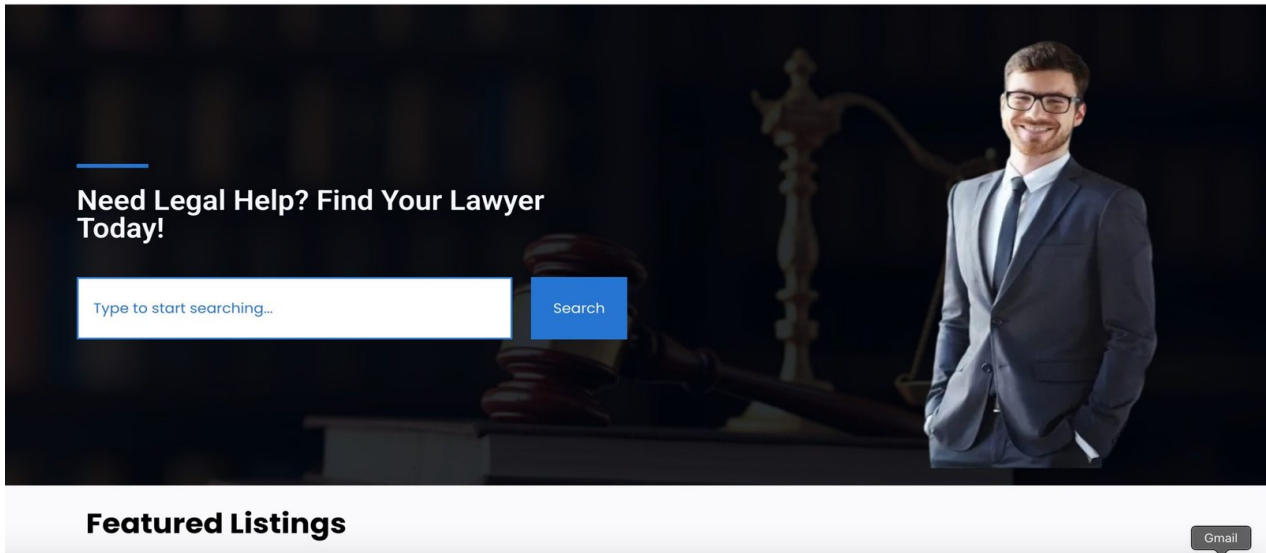 Need Legal Help? Find Your Lawyer
Today!
Type to start searching...
Search
Featured Listings
Gmail